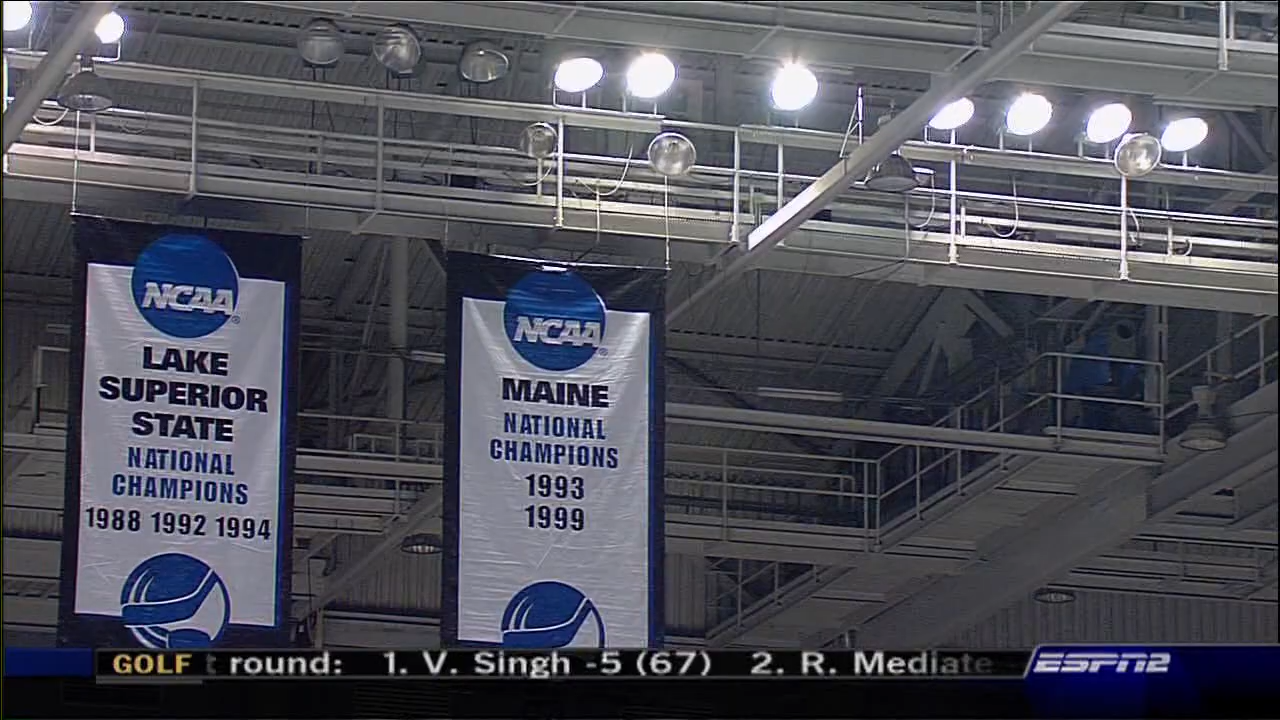 NCAA
LAKE
SUPERIOR
STATE
NATIONAL
CHAMPIONS
1988 1992 1994
NCAA
MAINE
NATIONAL
CHAMPIONS
1993
1999
GOLF t round: 1. V. Singh -5 (67) 2. R. Mediate -
ESPN2